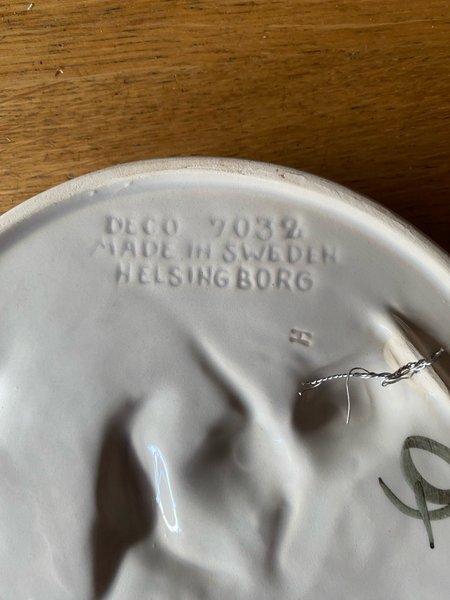 DECO 7032
MADE IN SWEDEN
HELSINGBORG
H